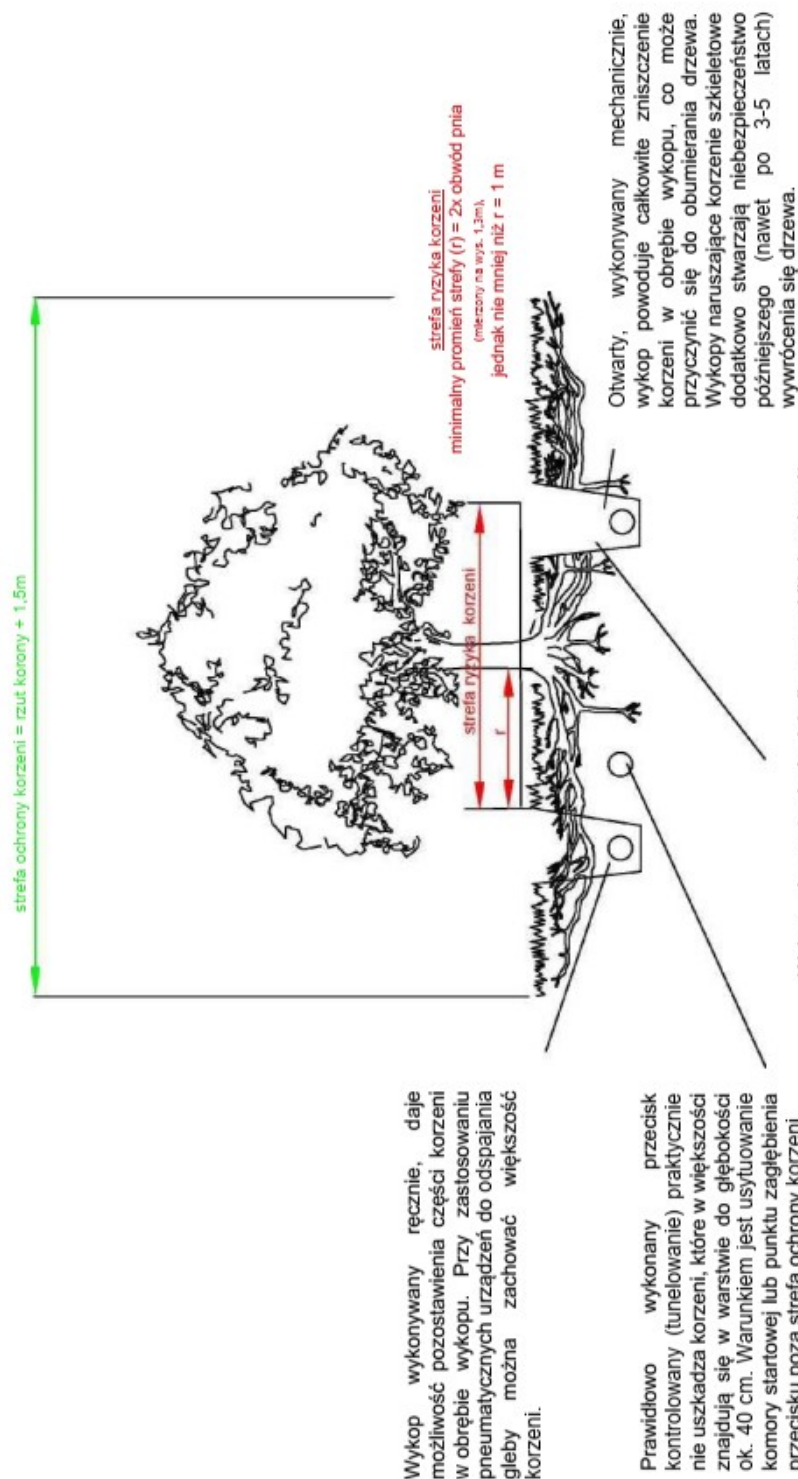 strefa ochrony korzeni = rzut korony + 1,5m
strefa ryzyka korzeni
minimalny promień strefy (r) = 2x obwód pnia
(mierzony na wys. 1,3m),
jednak nie mniej niż r = 1 m
strefa ryzyka korzeni
r
Wykop wykonywany ręcznie, daje
możliwość pozostawienia części korzeni
w obrębie wykopu. Przy zastosowaniu
pneumatycznych urządzeń do odspajania
gleby można zachować większość
korzeni.
Otwarty, wykonywany mechanicznie,
wykop powoduje całkowite zniszczenie
korzeni w obrębie wykopu, co może
przyczynić się do obumierania drzewa.
Wykopy naruszające korzenie szkieletowe
dodatkowo stwarzają niebezpieczeństwo
późniejszego (nawet po 3-5 latach)
wywrócenia się drzewa.
Prawidłowo wykonany przecisk
kontrolowany (tunelowanie) praktycznie
nie uszkadza korzeni, które w większości
znajdują się w warstwie do głębokości
ok. 40 cm. Warunkiem jest usytuowanie
komory startowej lub punktu zagłębienia
przecisku poza strefą ochrony korzeni